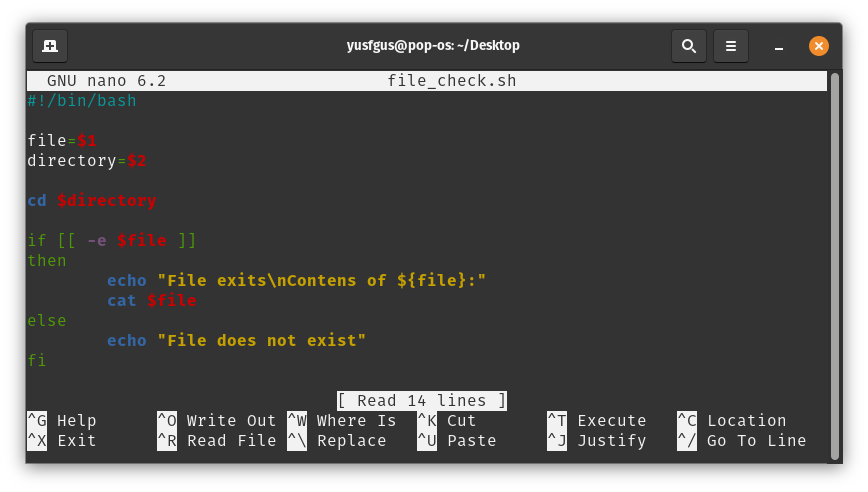 yusfgus@pop-os: ~/Desktop
GNU nano 6.2 file_check.sh
#!/bin/bash
file=$1
directory=$2
cd $directory
if [[ -e $file ]]
then
echo "File exits\nContens of ${file}:"
cat $file
else
echo "File does not exist"
fi
[ Read 14 lines ]
^G Help ^O Write Out ^W Where Is ^K Cut ^T Execute ^C Location
^X Exit ^R Read File ^\ Replace ^U Paste ^J Justify ^/ Go To Line